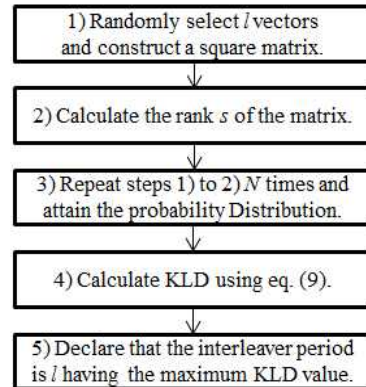 1) Randomly select l vectors
and construct a square matrix.
2) Calculate the rank s of the matrix.
3) Repeat steps 1) to 2) N times and
attain the probability Distribution.
4) Calculate KLD using eq. (9).
5) Declare that the interleaver period
is l having the maximum KLD value.